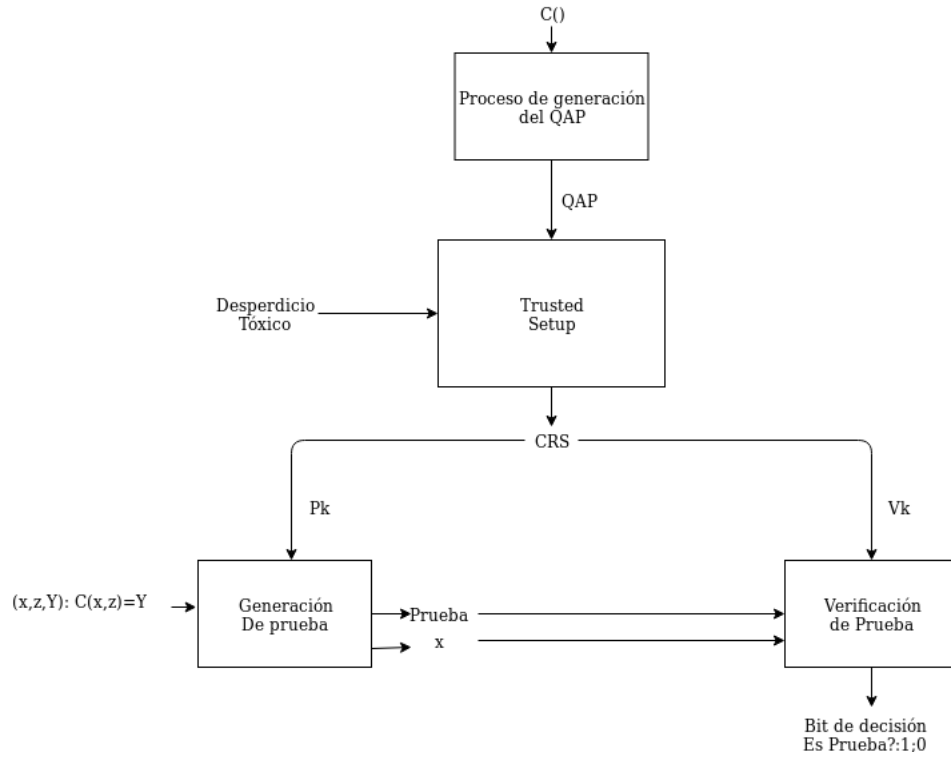 C()
Proceso de generación
del QAP
QAP
Desperdicio
Tóxico
Trusted
Setup
CRS
Pk
Vk
(x,z,Y): C(x,z)=Y
Generación
De prueba
Prueba
x
Verificación
de Prueba
Bit de decisión
Es Prueba?:1;0